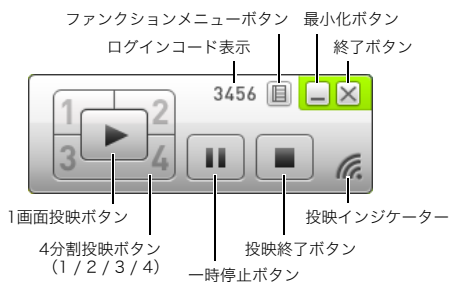 ファンクションメニューボタン 最小化ボタン
ログインコード表示 終了ボタン
3456
1 2
3 4
1画面投映ボタン 投映インジケーター
4分割投映ボタン 投映終了ボタン
(1 / 2 / 3 / 4) 一時停止ボタン